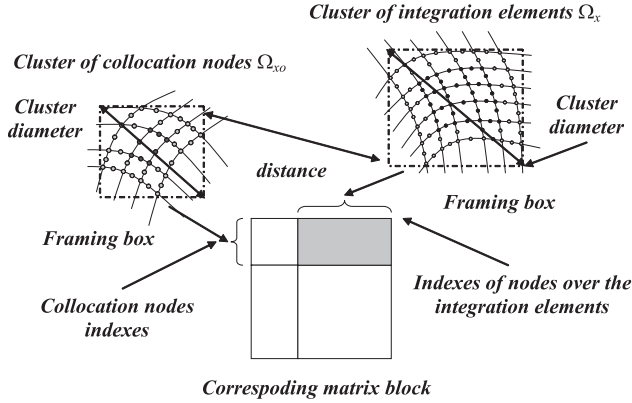 Cluster of integration elements Ωx
Cluster of collocation nodes Ωxo
Cluster
diameter
Cluster
diameter
distance
Framing box
Framing box
Indexes of nodes over the
integration elements
Collocation nodes
indexes
Correspoding matrix block